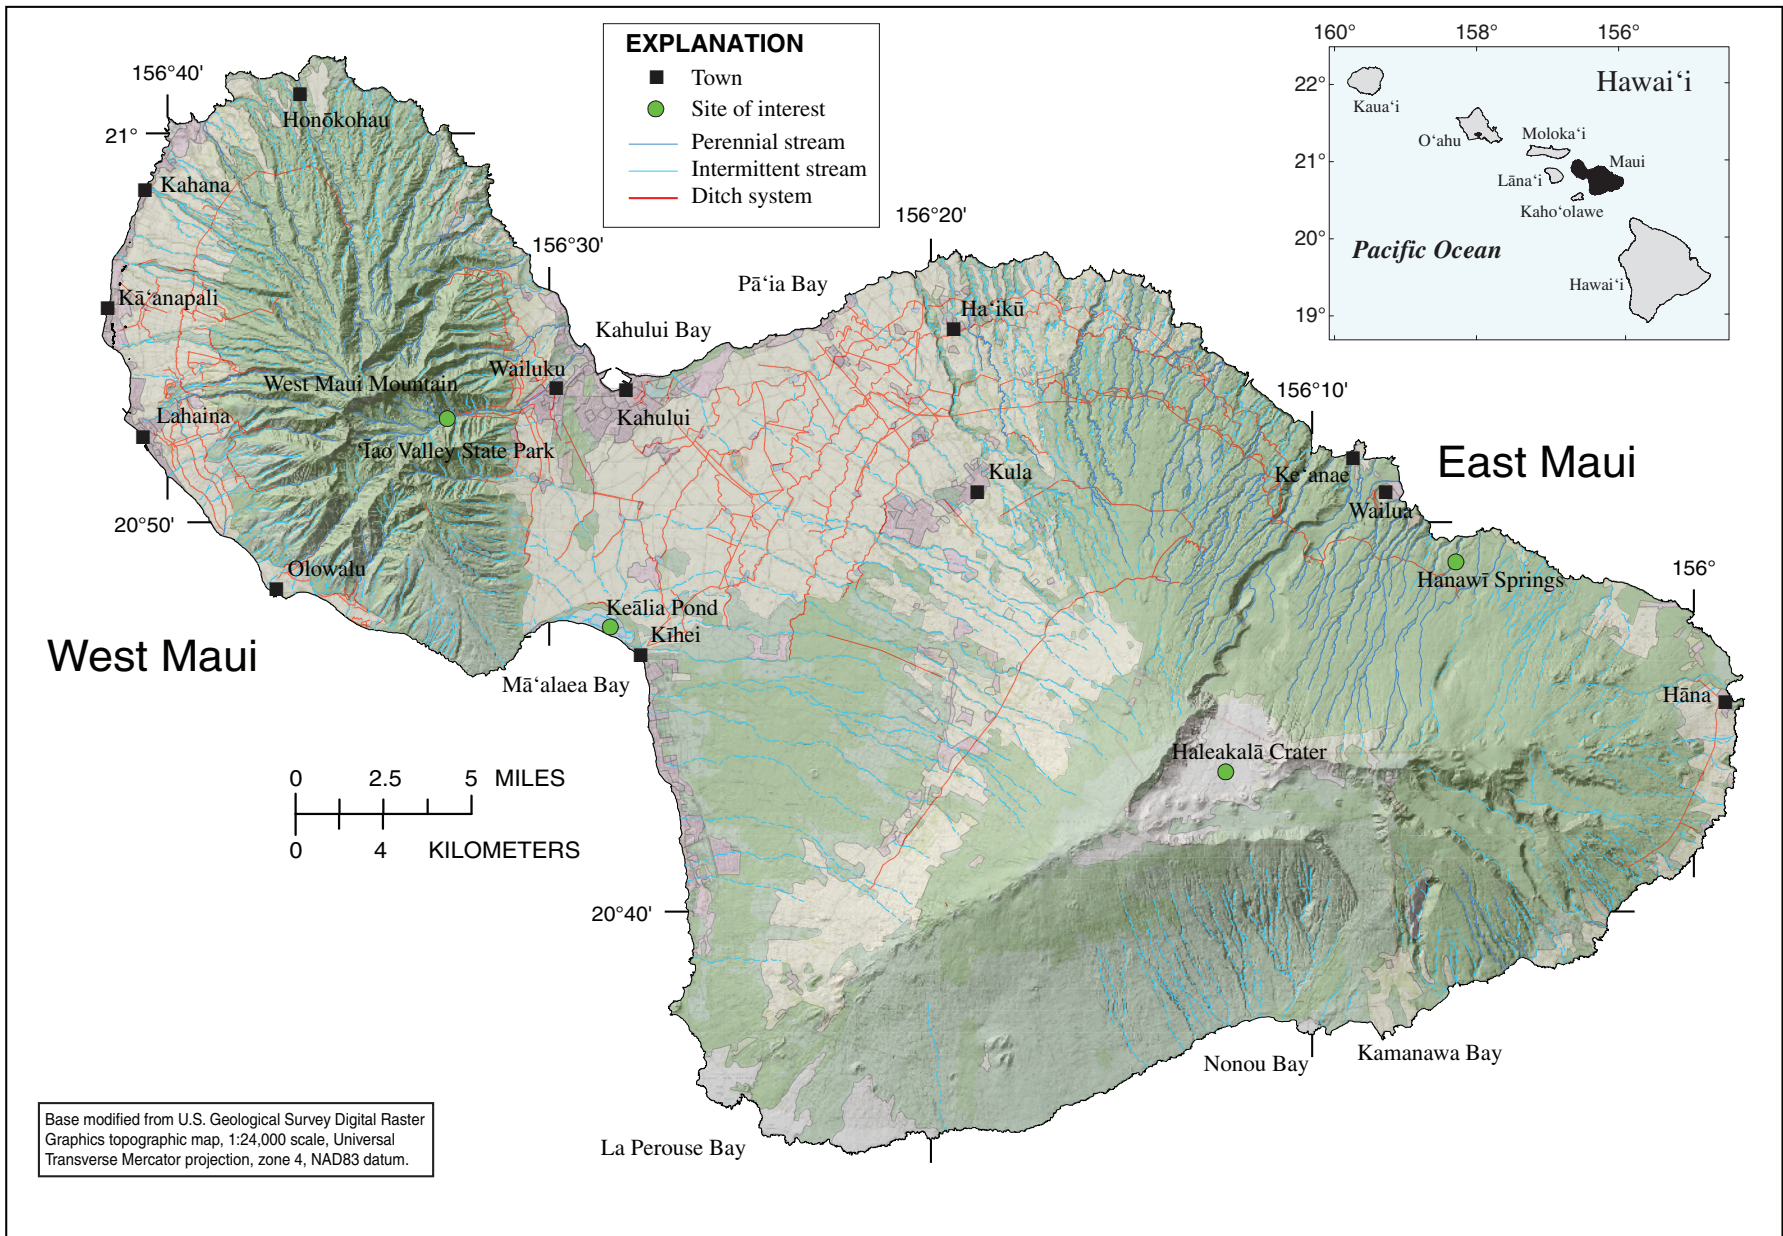 EXPLANATION
Town
Site of interest
Perennial stream
Intermittent stream
Ditch system
160°
158°
156°
22°
21°
20°
19°
Hawai‘i
Kaua‘i
O‘ahu
Moloka‘i
Maui
Lāna‘i
Kaho‘olawe
Pacific Ocean
Hawai‘i
156°40'
21°
Honōkohau
Kahana
156°30'
156°20'
Pā‘ia Bay
Kā‘anapali
Ha‘ikū
Kahului Bay
Wailuku
West Maui Mountain
156°10'
Lahaina
Kahului
‘Īao Valley State Park
Kula
Ke‘anae
East Maui
Wailua
20°50'
Olowalu
Hanawī Springs
156°
Keālia Pond
Kīhei
West Maui
Mā‘alaea Bay
Hāna
Haleakalā Crater
0 2.5 5 MILES
0 4 KILOMETERS
20°40'
Nonou Bay
Kamanawa Bay
La Perouse Bay
Base modified from U.S. Geological Survey Digital Raster
Graphics topographic map, 1:24,000 scale, Universal
Transverse Mercator projection, zone 4, NAD83 datum.